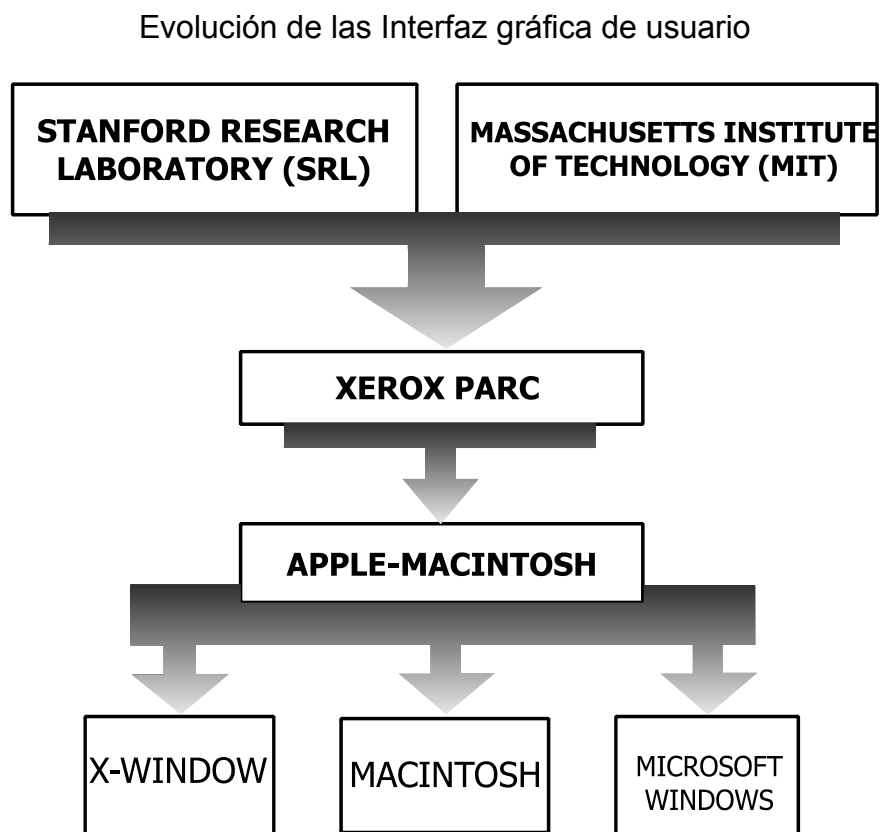 Evolución de las Interfaz gráfica de usuario
STANFORD RESEARCH
LABORATORY (SRL)
MASSACHUSETTS INSTITUTE
OF TECHNOLOGY (MIT)
XEROX PARC
APPLE-MACINTOSH
X-WINDOW
MACINTOSH
MICROSOFT
WINDOWS